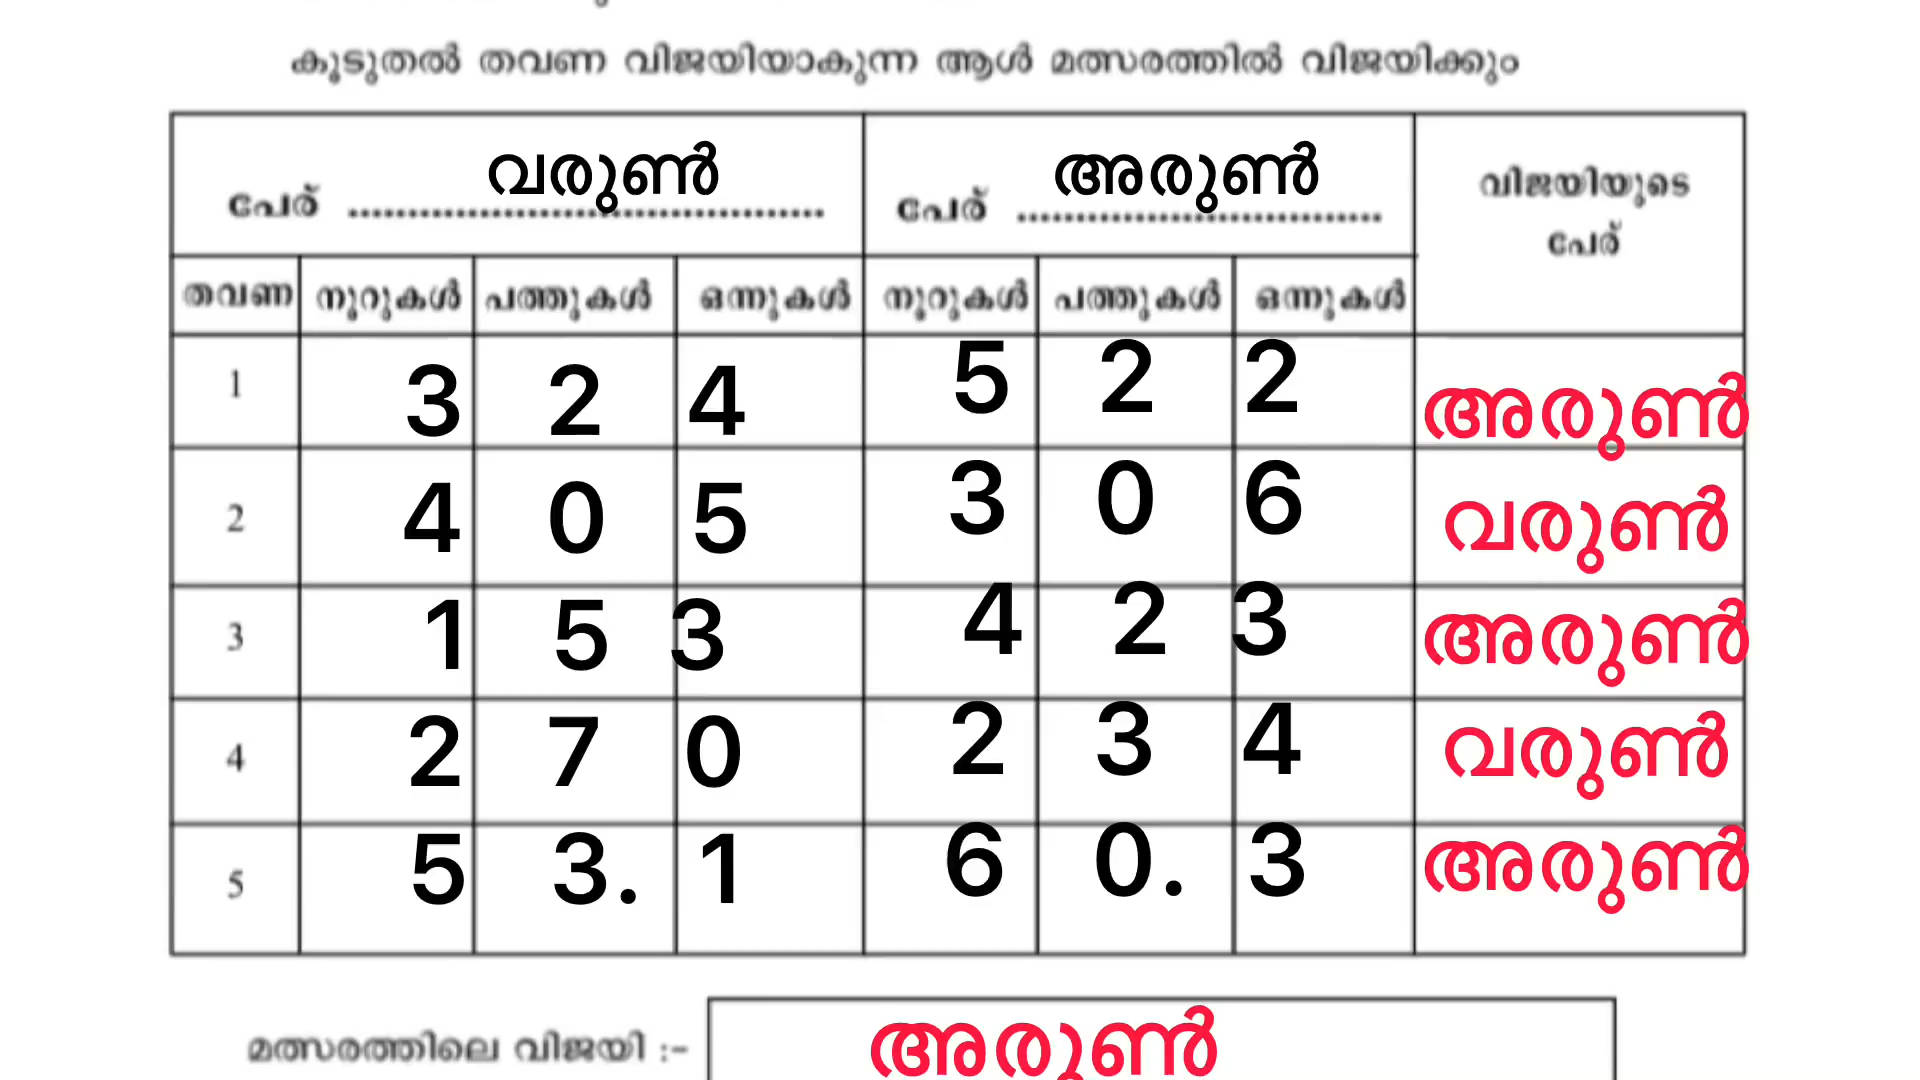 കൂടുതൽ തവണ വിജയിയാകുന്ന ആൾ മത്സരത്തിൽ വിജയിക്കും
പേര് വരുൺ പേര് അരുൺ വിജയിയുടെ പേര്
തവണ നൂറുകൾ പത്തുകൾ ഒന്നുകൾ നൂറുകൾ പത്തുകൾ ഒന്നുകൾ
1 3 2 4 5 2 2 അരുൺ
2 4 0 5 3 0 6 വരുൺ
3 1 5 3 4 2 3 അരുൺ
4 2 7 0 2 3 4 വരുൺ
5 5 3. 1 6 0. 3 അരുൺ
മത്സരത്തിലെ വിജയി :- അരുൺ